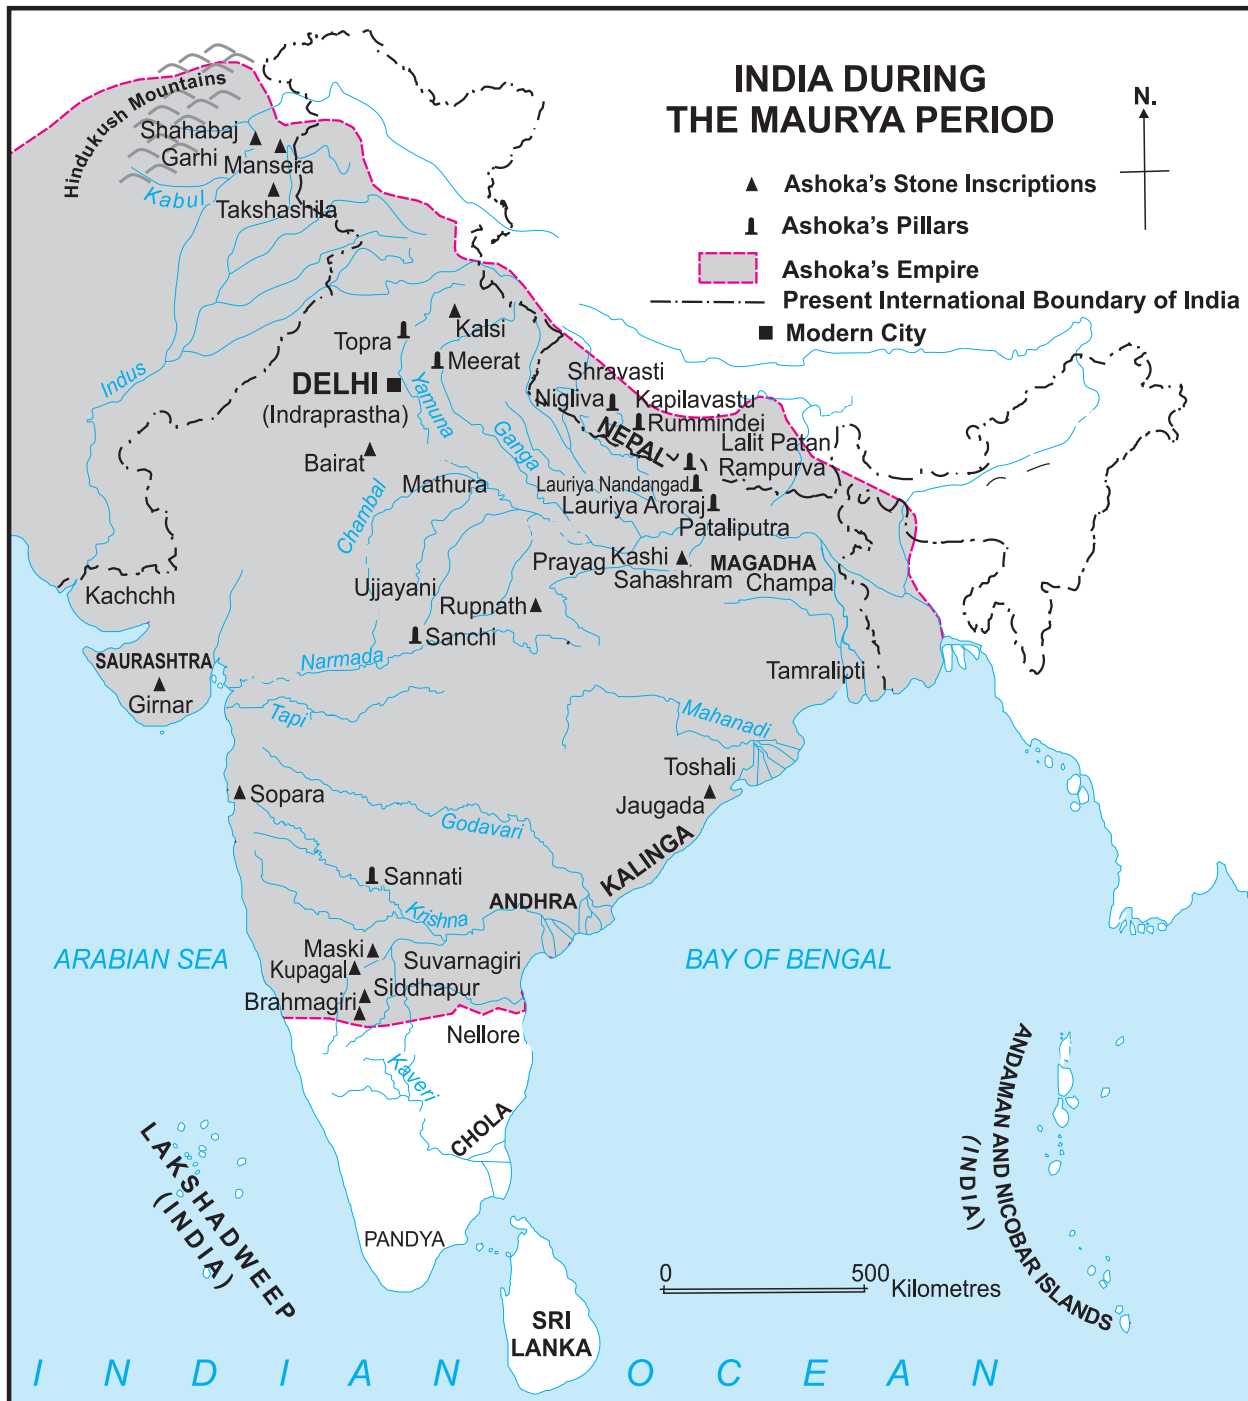 INDIA DURING
THE MAURYA PERIOD
N.
Ashoka's Stone Inscriptions
Ashoka's Pillars
Ashoka's Empire
Present International Boundary of India
Modern City
Hindukush Mountains
Shahabaj
Garhi
Mansera
Kabul
Takshashila
Indus
Topra
Kalsi
Meerat
DELHI
(Indraprastha)
Yamuna
Ganga
Shravasti
Nigliva
Kapilavastu
Rummindei
NEPAL
Lalit Patan
Rampurva
Bairat
Mathura
Chambal
Lauriya Nandangad
Lauriya Aroraj
Pataliputra
Prayag
Kashi
Sahashram
MAGADHA
Champa
Kachchh
Ujjayani
Rupnath
Sanchi
SAURASHTRA
Girnar
Narmada
Tapi
Tamralipti
Mahanadi
Toshali
Jaugada
Sopara
Godavari
KALINGA
Sannati
ANDHRA
Krishna
ARABIAN SEA
BAY OF BENGAL
Maski
Kupagal
Suvarnagiri
Siddhapur
Brahmagiri
Nellore
Kaveri
CHOLA
PANDYA
LAKSHADWEEP
(INDIA)
ANDAMAN AND NICOBAR ISLANDS
(INDIA)
0 500
Kilometres
SRI
LANKA
INDIAN OCEAN